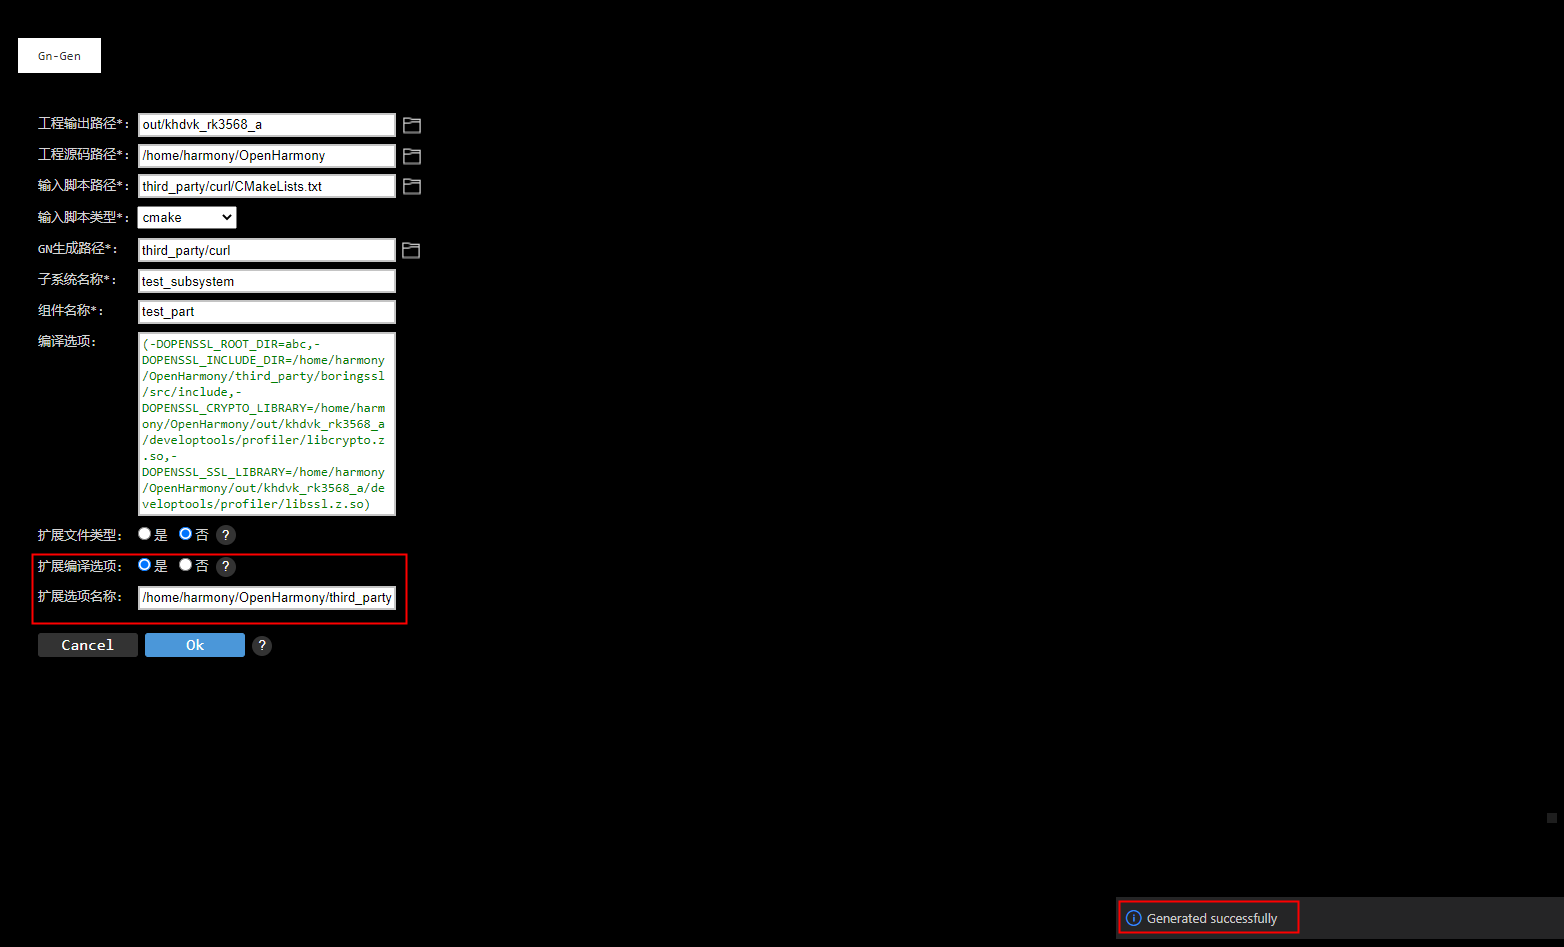 Gn-Gen
工程输出路径*: out/khdvk_rk3568_a
工程源码路径*: /home/harmony/OpenHarmony
输入脚本路径*: third_party/curl/CMakeLists.txt
输入脚本类型*: cmake
GN生成路径*: third_party/curl
子系统名称*: test_subsystem
组件名称*: test_part
编译选项: (-DOPENSSL_ROOT_DIR=abc,-
DOPENSSL_INCLUDE_DIR=/home/harmony
/OpenHarmony/third_party/boringssl
/src/include,-
DOPENSSL_CRYPTO_LIBRARY=/home/harm
ony/OpenHarmony/out/khdvk_rk3568_a
/developtools/profiler/libcrypto.z
.so,-
DOPENSSL_SSL_LIBRARY=/home/harmony
/OpenHarmony/out/khdvk_rk3568_a/de
veloptools/profiler/libssl.z.so)
扩展文件类型: 是 否 ?
扩展编译选项: 是 否 ?
扩展选项名称: /home/harmony/OpenHarmony/third_party
Cancel Ok ?
Generated successfully